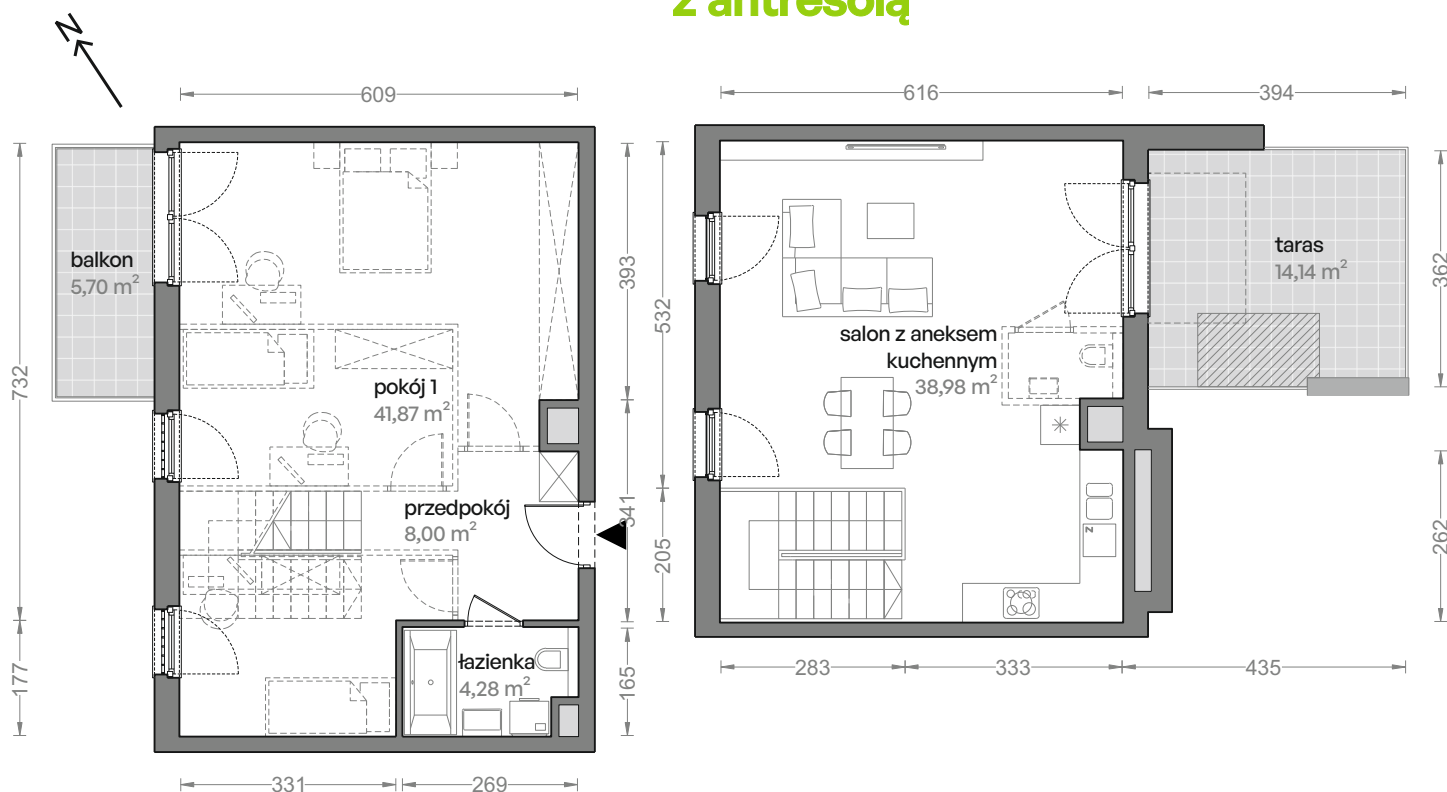 z antresolą
N
609
616
394
balkon
5,70 m²
732
177
393
341
165
pokój 1
41,87 m²
przedpokój
8,00 m²
łazienka
4,28 m²
331
269
532
205
salon z aneksem
kuchennym
38,98 m²
taras
14,14 m²
362
262
z
283
333
435